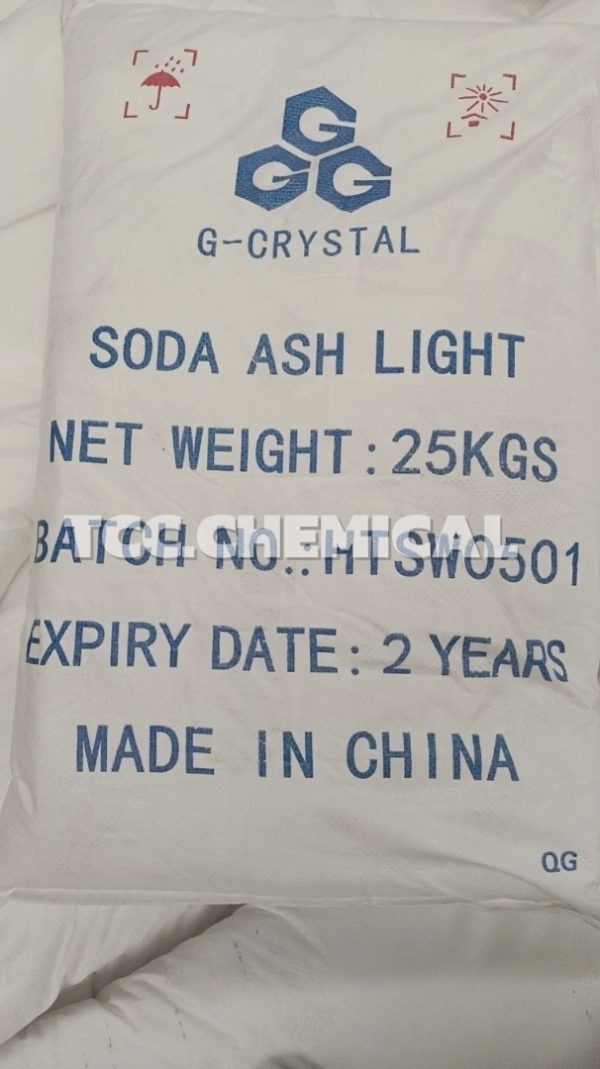 G
G G
G-CRYSTAL
SODA ASH LIGHT
NET WEIGHT:25KGS
TCC.CHEMICAL
BATCH NO.:HTSW0501
EXPIRY DATE: 2 YEARS
MADE IN CHINA
QG